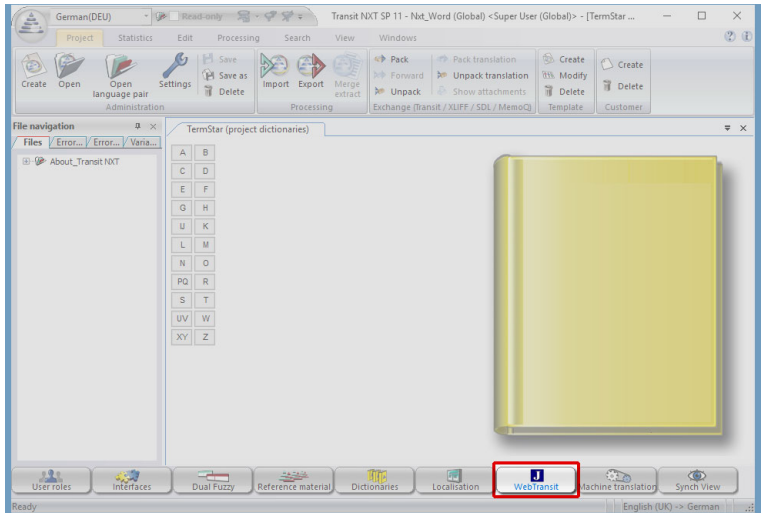 German(DEU) Read-only Transit NXT SP 11 - Nxt_Word (Global) <Super User (Global)> - [TermStar ...
Project Statistics Edit Processing Search View Windows
Create Open Open language pair Settings Save Save as Delete Import Export Merge extract Pack Forward Unpack Pack translation Unpack translation Show attachments Create Modify Delete Create Delete
Administration Processing Exchange (Transit / XLIFF / SDL / MemoQ) Template Customer
File navigation
Files Error... Error... Varia...
About_Transit NXT
TermStar (project dictionaries)
A B
C D
E F
G H
IJ K
L M
N O
PQ R
S T
UV W
XY Z
J
User roles Interfaces Dual Fuzzy Reference material Dictionaries Localisation WebTransit Machine translation Synch View
Ready English (UK) -> German